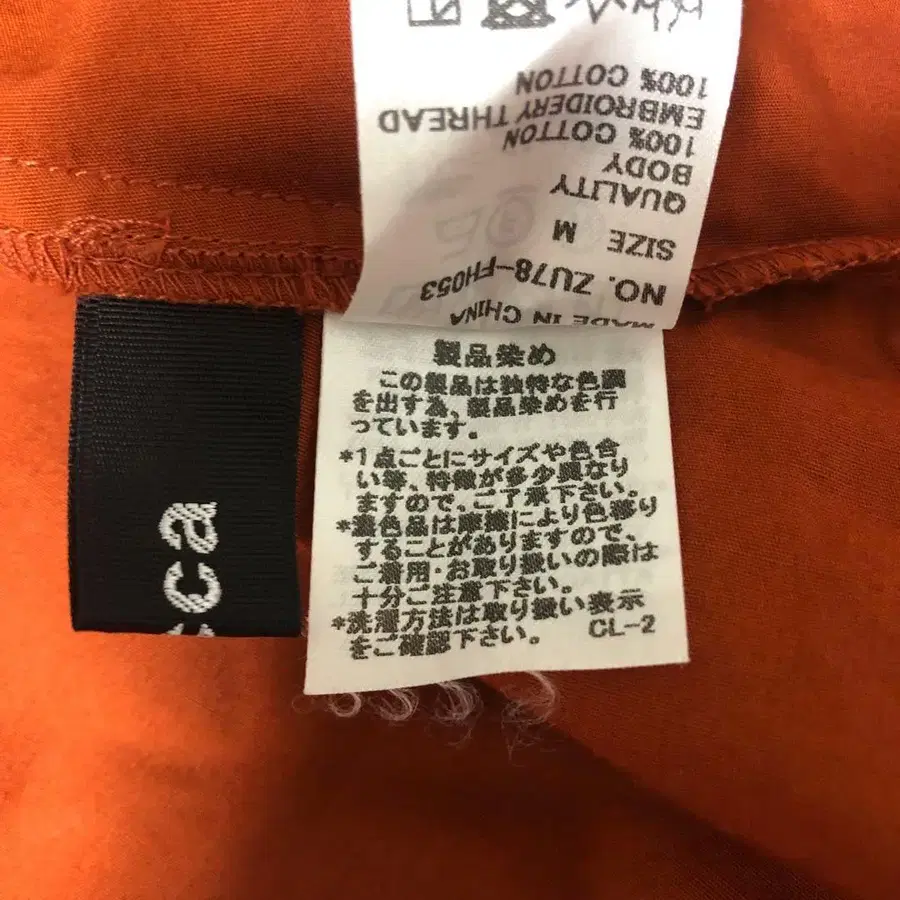 MADE IN CHINA
NO. ZU78-FH053
SIZE M
QUALITY
BODY
100% COTTON
EMBROIDERY THREAD
100% COTTON
製品染め
この製品は独特な色調
を出す為、製品染めを行
っています。
*1点ごとにサイズや色合
い等、特徴が多少異なり
ますので、ご了承下さい。
*濃色品は摩擦により色移り
することがありますので、
ご着用・お取り扱いの際は
十分ご注意下さい。
*洗濯方法は取り扱い表示
をご確認下さい。 CL-2
ca